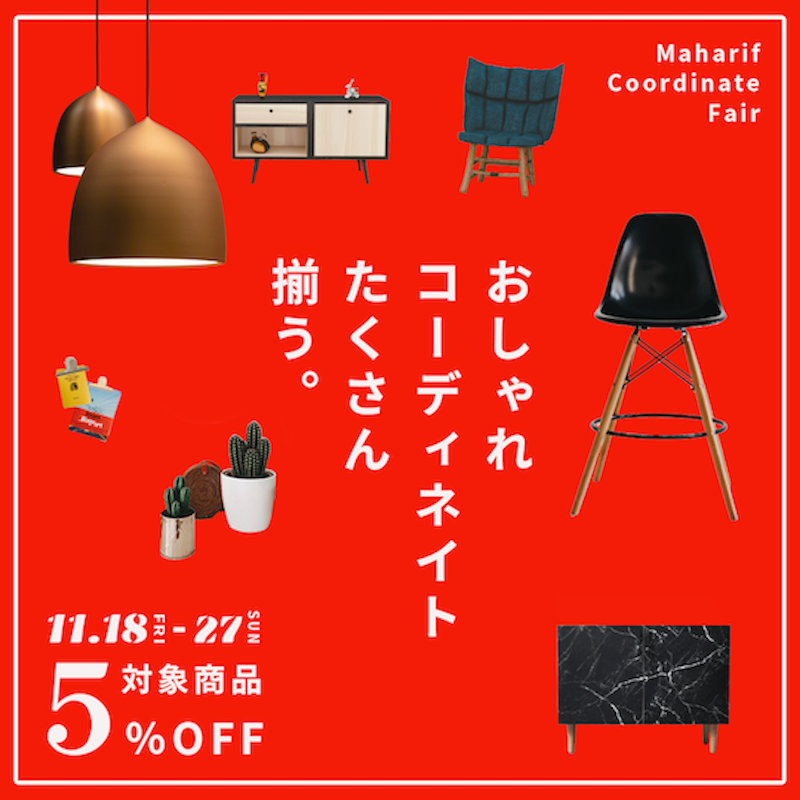 Maharif
Coordinate
Fair
おしゃれ
コーディネイト
たくさん
揃う。
11.18 FRI - 27 SUN
5
対象商品
%OFF